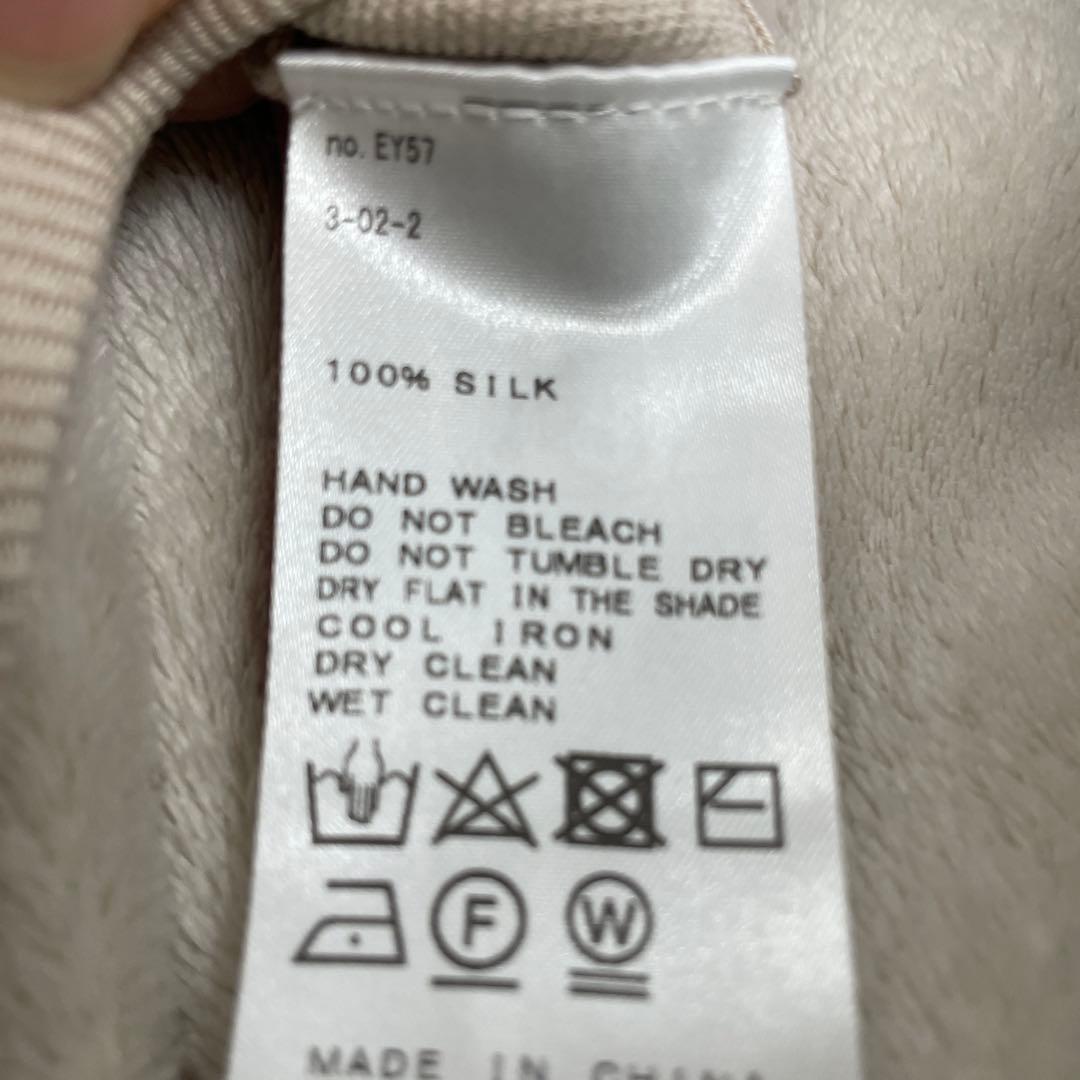 no. EY57
3-02-2
100% SILK
HAND WASH
DO NOT BLEACH
DO NOT TUMBLE DRY
DRY FLAT IN THE SHADE
COOL IRON
DRY CLEAN
WET CLEAN
F W
MADE IN CHINA